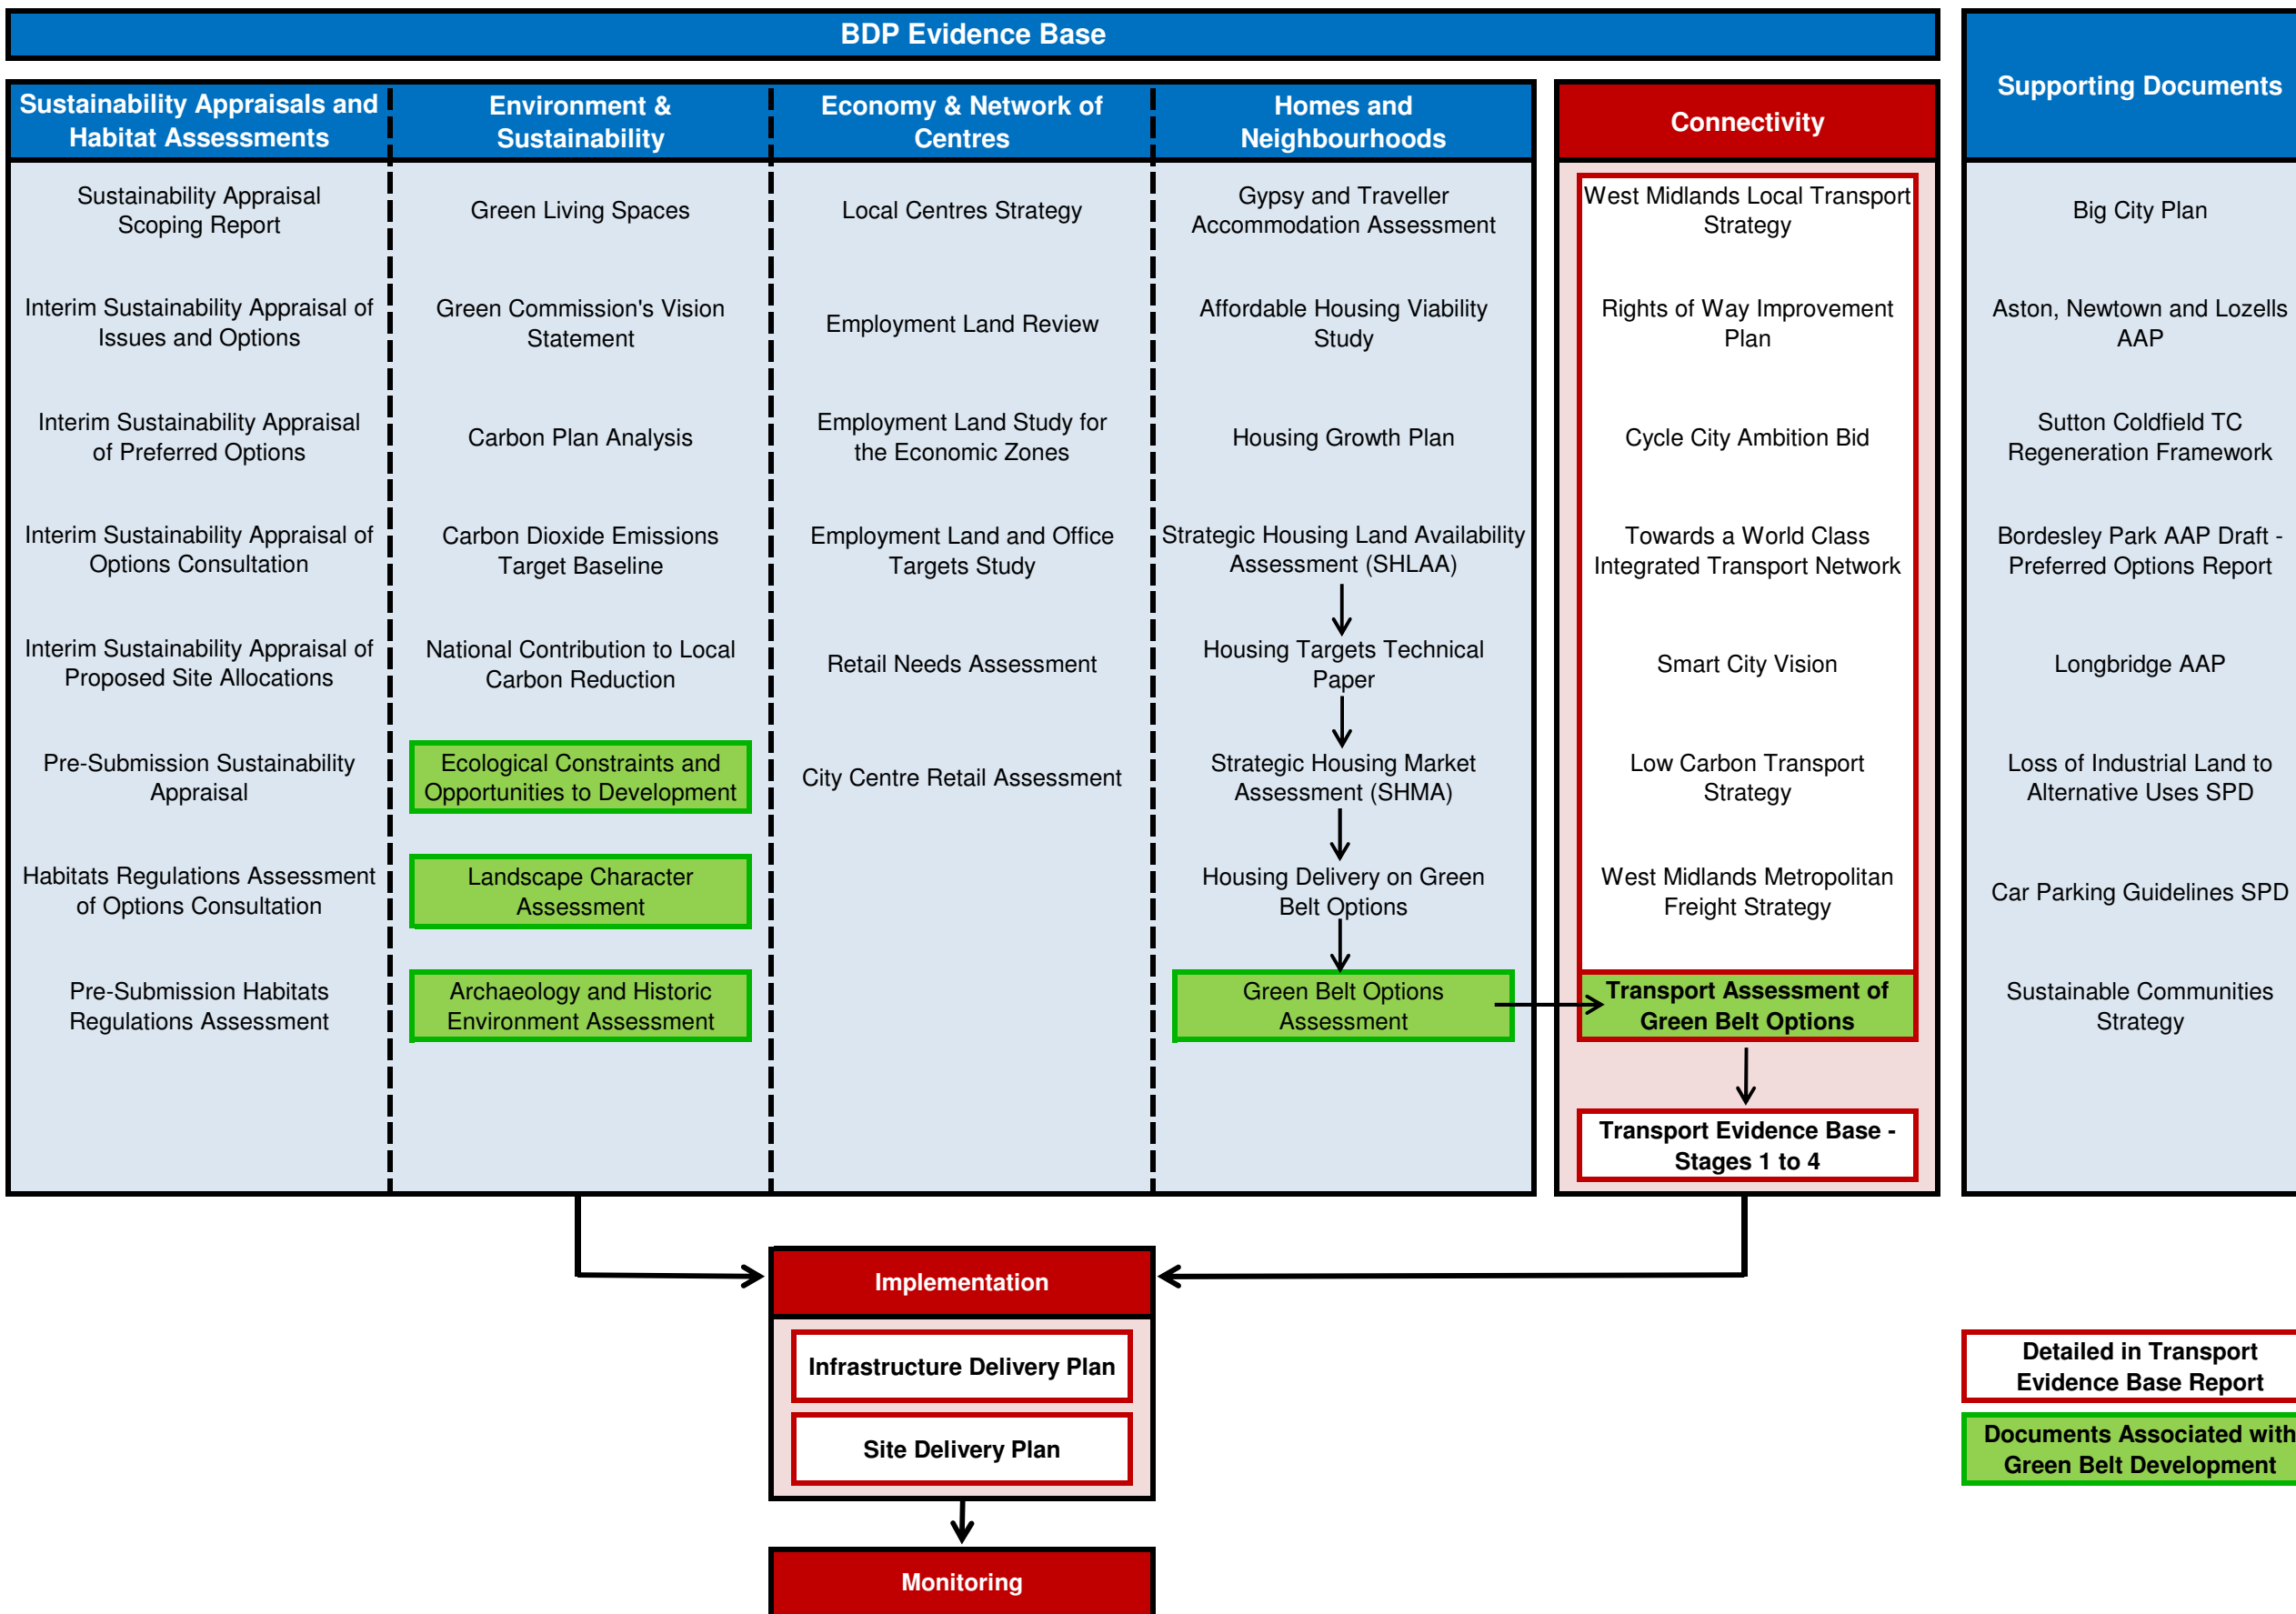 BDP Evidence Base
Supporting Documents
Sustainability Appraisals and
Habitat Assessments
Environment &
Sustainability
Economy & Network of
Centres
Homes and
Neighbourhoods
Connectivity
Sustainability Appraisal
Scoping Report
Interim Sustainability Appraisal of
Issues and Options
Interim Sustainability Appraisal
of Preferred Options
Interim Sustainability Appraisal of
Options Consultation
Interim Sustainability Appraisal of
Proposed Site Allocations
Pre-Submission Sustainability
Appraisal
Habitats Regulations Assessment
of Options Consultation
Pre-Submission Habitats
Regulations Assessment
Green Living Spaces
Green Commission's Vision
Statement
Carbon Plan Analysis
Carbon Dioxide Emissions
Target Baseline
National Contribution to Local
Carbon Reduction
Ecological Constraints and
Opportunities to Development
Landscape Character
Assessment
Archaeology and Historic
Environment Assessment
Local Centres Strategy
Employment Land Review
Employment Land Study for
the Economic Zones
Employment Land and Office
Targets Study
Retail Needs Assessment
City Centre Retail Assessment
Gypsy and Traveller
Accommodation Assessment
Affordable Housing Viability
Study
Housing Growth Plan
Strategic Housing Land Availability
Assessment (SHLAA)
Housing Targets Technical
Paper
Strategic Housing Market
Assessment (SHMA)
Housing Delivery on Green
Belt Options
Green Belt Options
Assessment
West Midlands Local Transport
Strategy
Rights of Way Improvement
Plan
Cycle City Ambition Bid
Towards a World Class
Integrated Transport Network
Smart City Vision
Low Carbon Transport
Strategy
West Midlands Metropolitan
Freight Strategy
Transport Assessment of
Green Belt Options
Transport Evidence Base -
Stages 1 to 4
Big City Plan
Aston, Newtown and Lozells
AAP
Sutton Coldfield TC
Regeneration Framework
Bordesley Park AAP Draft -
Preferred Options Report
Longbridge AAP
Loss of Industrial Land to
Alternative Uses SPD
Car Parking Guidelines SPD
Sustainable Communities
Strategy
Implementation
Infrastructure Delivery Plan
Site Delivery Plan
Monitoring
Detailed in Transport
Evidence Base Report
Documents Associated with
Green Belt Development